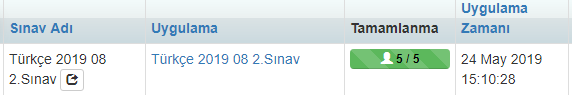 Uygulama
Sınav Adı Uygulama Tamamlanma Zamanı
Türkçe 2019 08 Türkçe 2019 08 2.Sınav 5 / 5 24 May 2019
2.Sınav 15:10:28